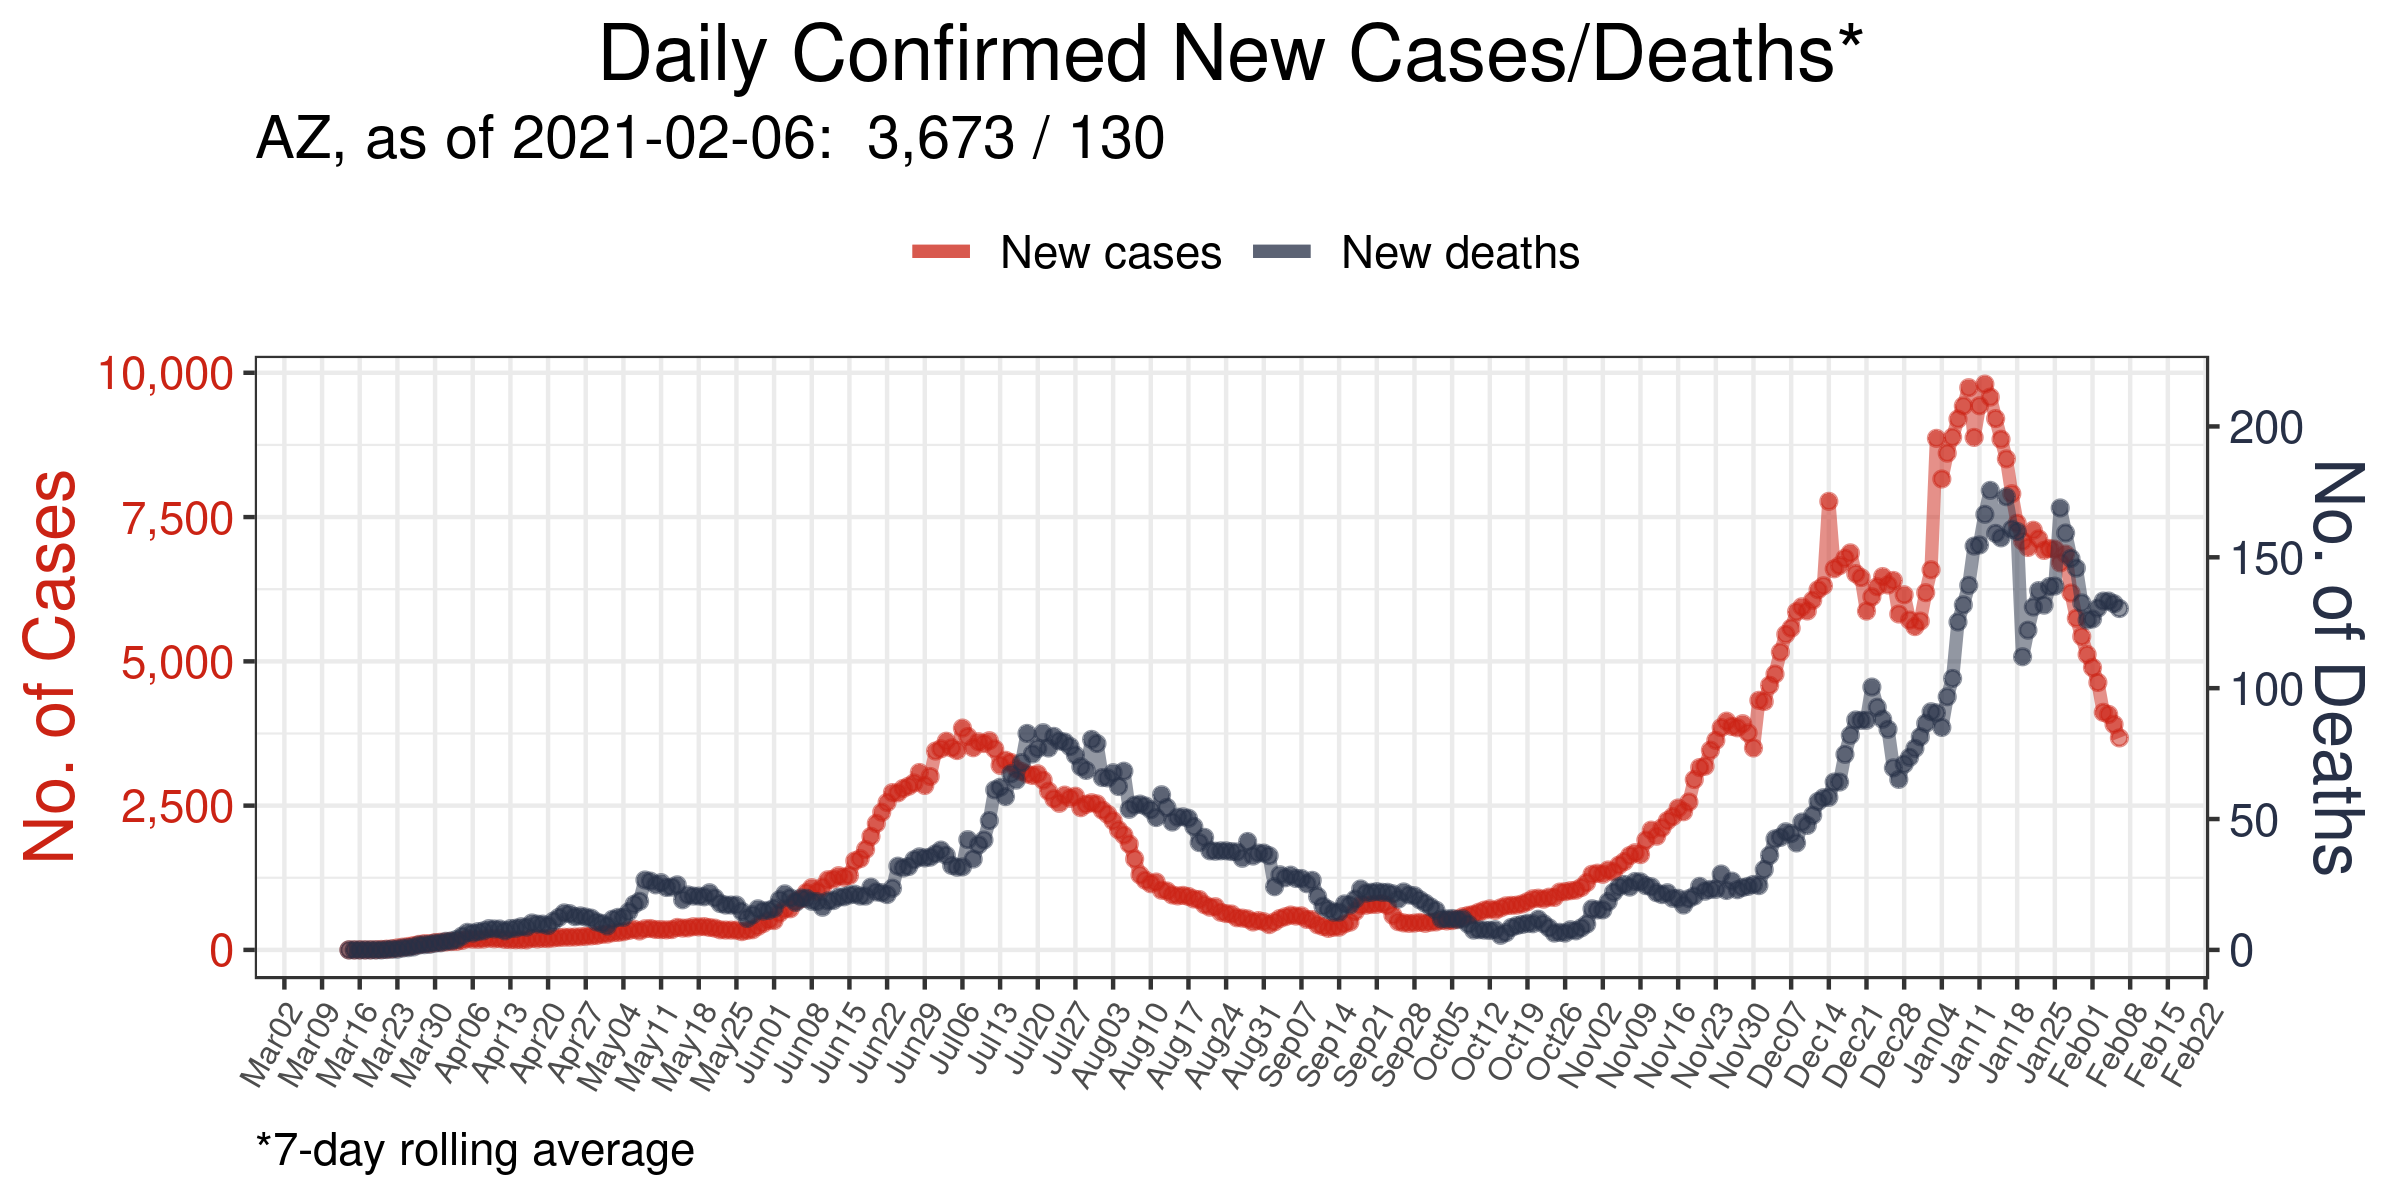 Daily Confirmed New Cases/Deaths*
AZ, as of 2021-02-06:  3,673 / 130
New cases New deaths
No. of Cases
10,000
7,500
5,000
2,500
0
200
150
100
50
0
No. of Deaths
Mar02 Mar09 Mar16 Mar23 Mar30 Apr06 Apr13 Apr20 Apr27 May04 May11 May18 May25 Jun01 Jun08 Jun15 Jun22 Jun29 Jul06 Jul13 Jul20 Jul27 Aug03 Aug10 Aug17 Aug24 Aug31 Sep07 Sep14 Sep21 Sep28 Oct05 Oct12 Oct19 Oct26 Nov02 Nov09 Nov16 Nov23 Nov30 Dec07 Dec14 Dec21 Dec28 Jan04 Jan11 Jan18 Jan25 Feb01 Feb08 Feb15 Feb22
*7-day rolling average